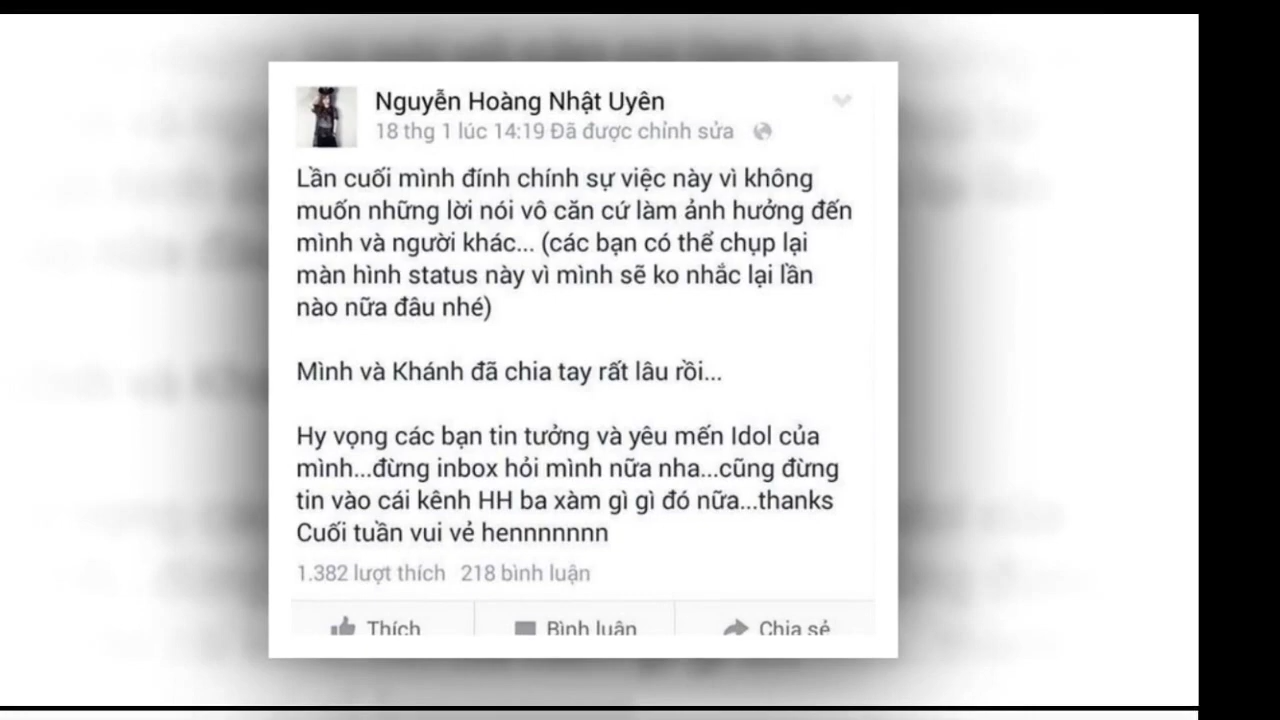 Nguyễn Hoàng Nhật Uyên
18 thg 1 lúc 14:19 Đã được chỉnh sửa
Lần cuối mình đính chính sự việc này vì không
muốn những lời nói vô căn cứ làm ảnh hưởng đến
mình và người khác... (các bạn có thể chụp lại
màn hình status này vì mình sẽ ko nhắc lại lần
nào nữa đâu nhé)
Mình và Khánh đã chia tay rất lâu rồi...
Hy vọng các bạn tin tưởng và yêu mến Idol của
mình...đừng inbox hỏi mình nữa nha...cũng đừng
tin vào cái kênh HH ba xàm gì gì đó nữa...thanks
Cuối tuần vui vẻ hennnnnnn
1.382 lượt thích 218 bình luận
Thích Bình luận Chia sẻ